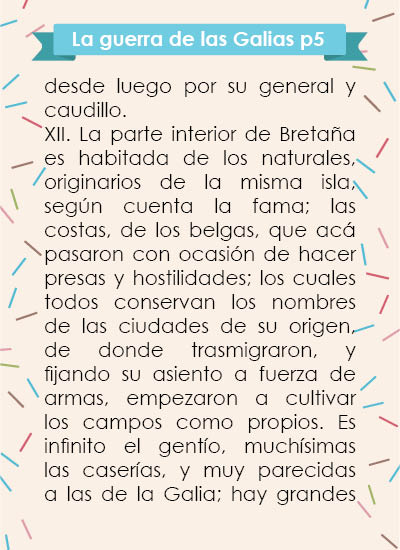 La guerra de las Galias p5
desde luego por su general y
caudillo.
XII. La parte interior de Bretaña
es habitada de los naturales,
originarios de la misma isla,
según cuenta la fama; las
costas, de los belgas, que acá
pasaron con ocasión de hacer
presas y hostilidades; los cuales
todos conservan los nombres
de las ciudades de su origen,
de donde trasmigraron, y
fijando su asiento a fuerza de
armas, empezaron a cultivar
los campos como propios. Es
infinito el gentío, muchísimas
las caserías, y muy parecidas
a las de la Galia; hay grandes